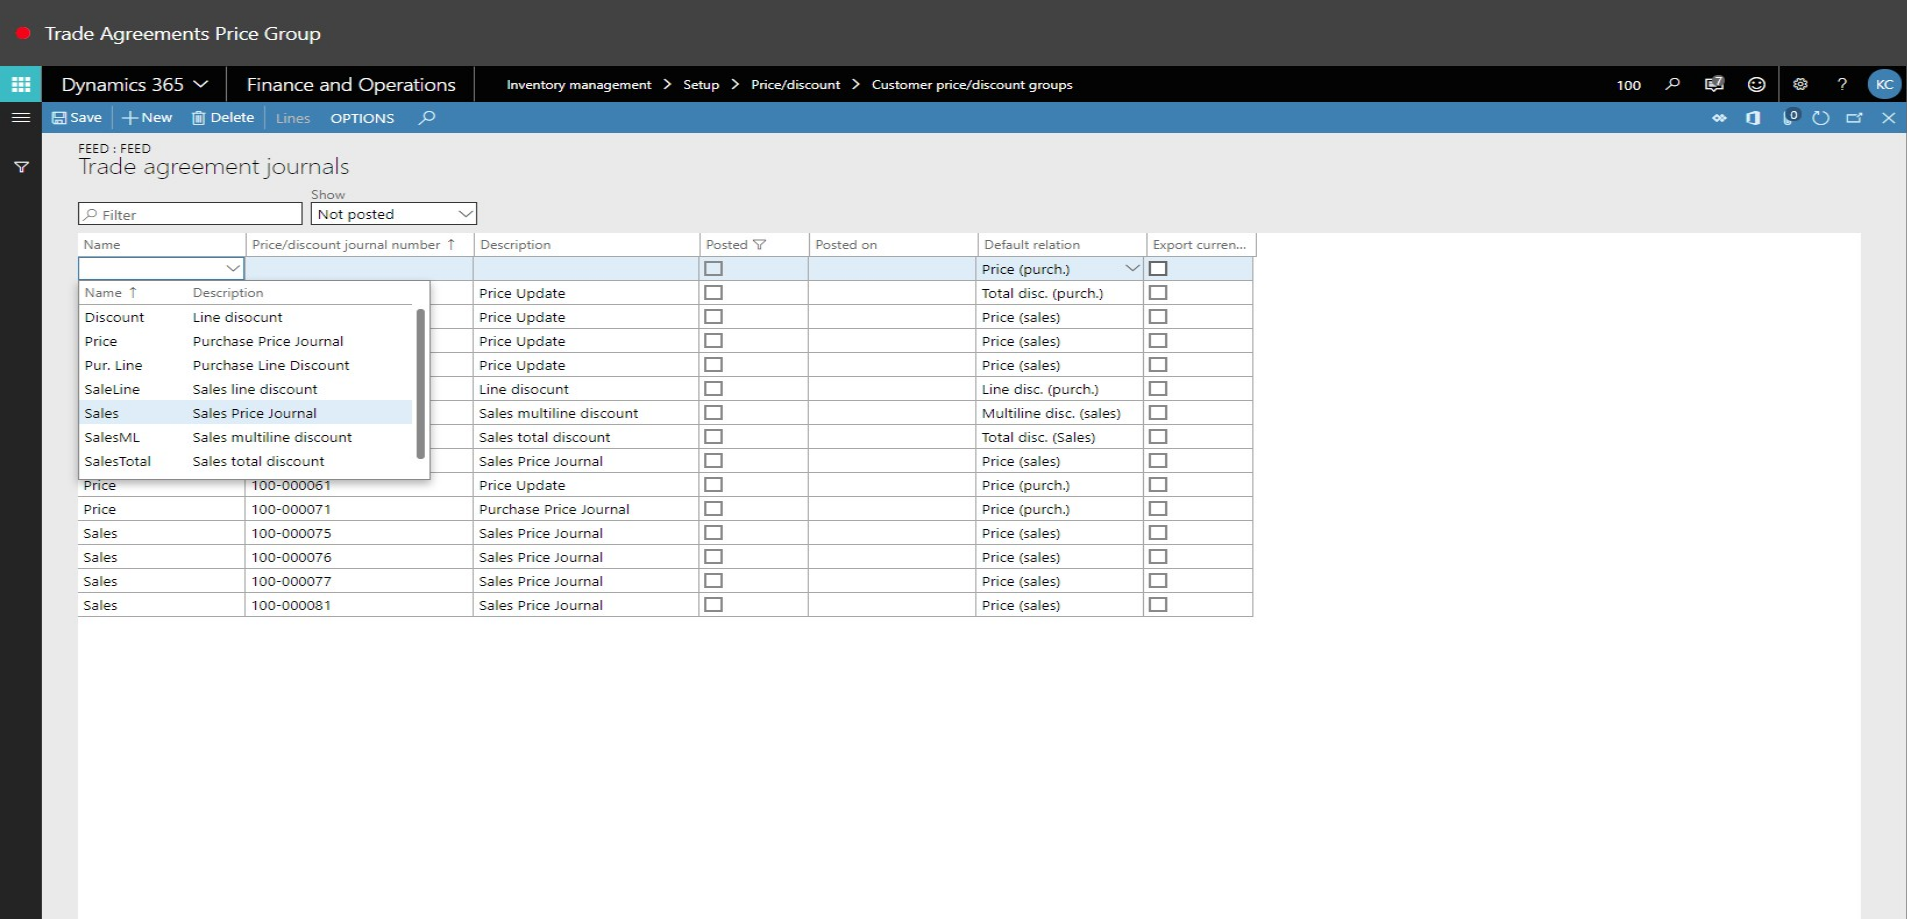 Trade Agreements Price Group
Dynamics 365 Finance and Operations Inventory management > Setup > Price/discount > Customer price/discount groups 100 7 ? KC
Save + New Delete Lines OPTIONS 0
FEED : FEED
Trade agreement journals
Show
Filter Not posted
Name Price/discount journal number ↑ Description Posted Posted on Default relation Export curren...
Price (purch.)
Name ↑ Description Price Update Total disc. (purch.)
Discount Line disocunt Price Update Price (sales)
Price Purchase Price Journal Price Update Price (sales)
Pur. Line Purchase Line Discount Price Update Price (sales)
SaleLine Sales line discount Line disocunt Line disc. (purch.)
Sales Sales Price Journal Sales multiline discount Multiline disc. (sales)
SalesML Sales multiline discount Sales total discount Total disc. (Sales)
SalesTotal Sales total discount Sales Price Journal Price (sales)
Price 100-000061 Price Update Price (purch.)
Price 100-000071 Purchase Price Journal Price (purch.)
Sales 100-000075 Sales Price Journal Price (sales)
Sales 100-000076 Sales Price Journal Price (sales)
Sales 100-000077 Sales Price Journal Price (sales)
Sales 100-000081 Sales Price Journal Price (sales)